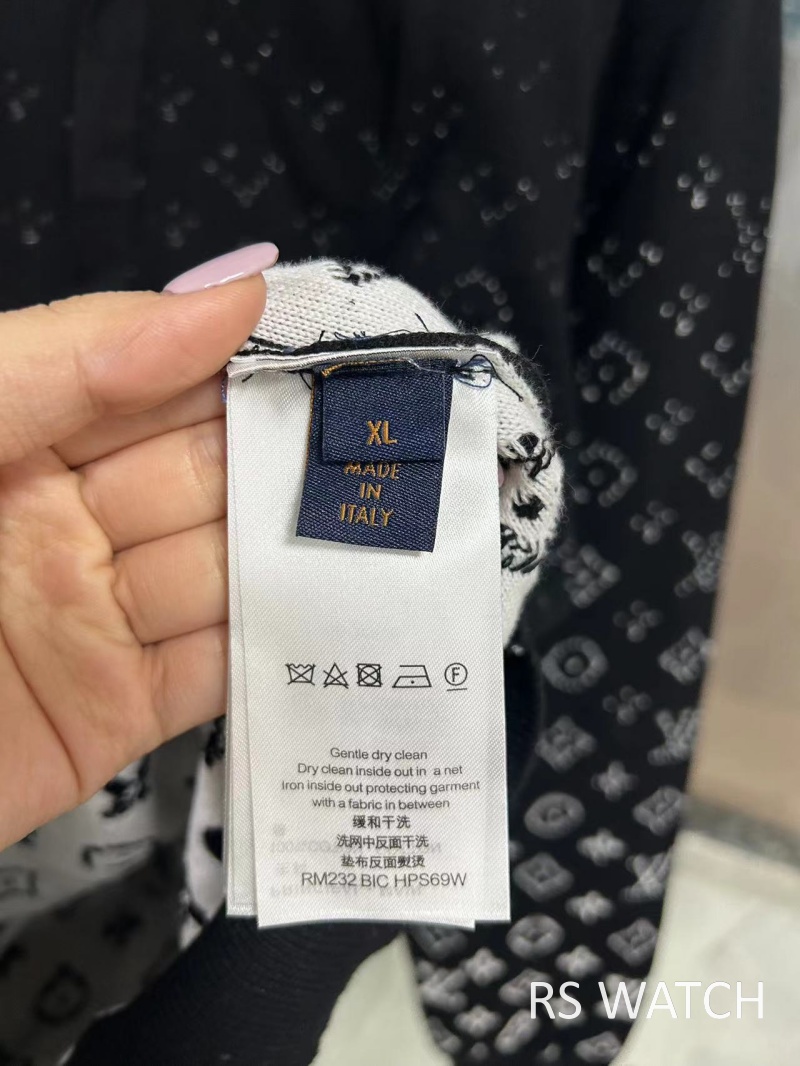 XL
MADE
IN
ITALY
F
Gentle dry clean
Dry clean inside out in a net
Iron inside out protecting garment
with a fabric in between
缓和干洗
洗网中反面干洗
垫布反面熨烫
RM232 BIC HPS69W
RS WATCH